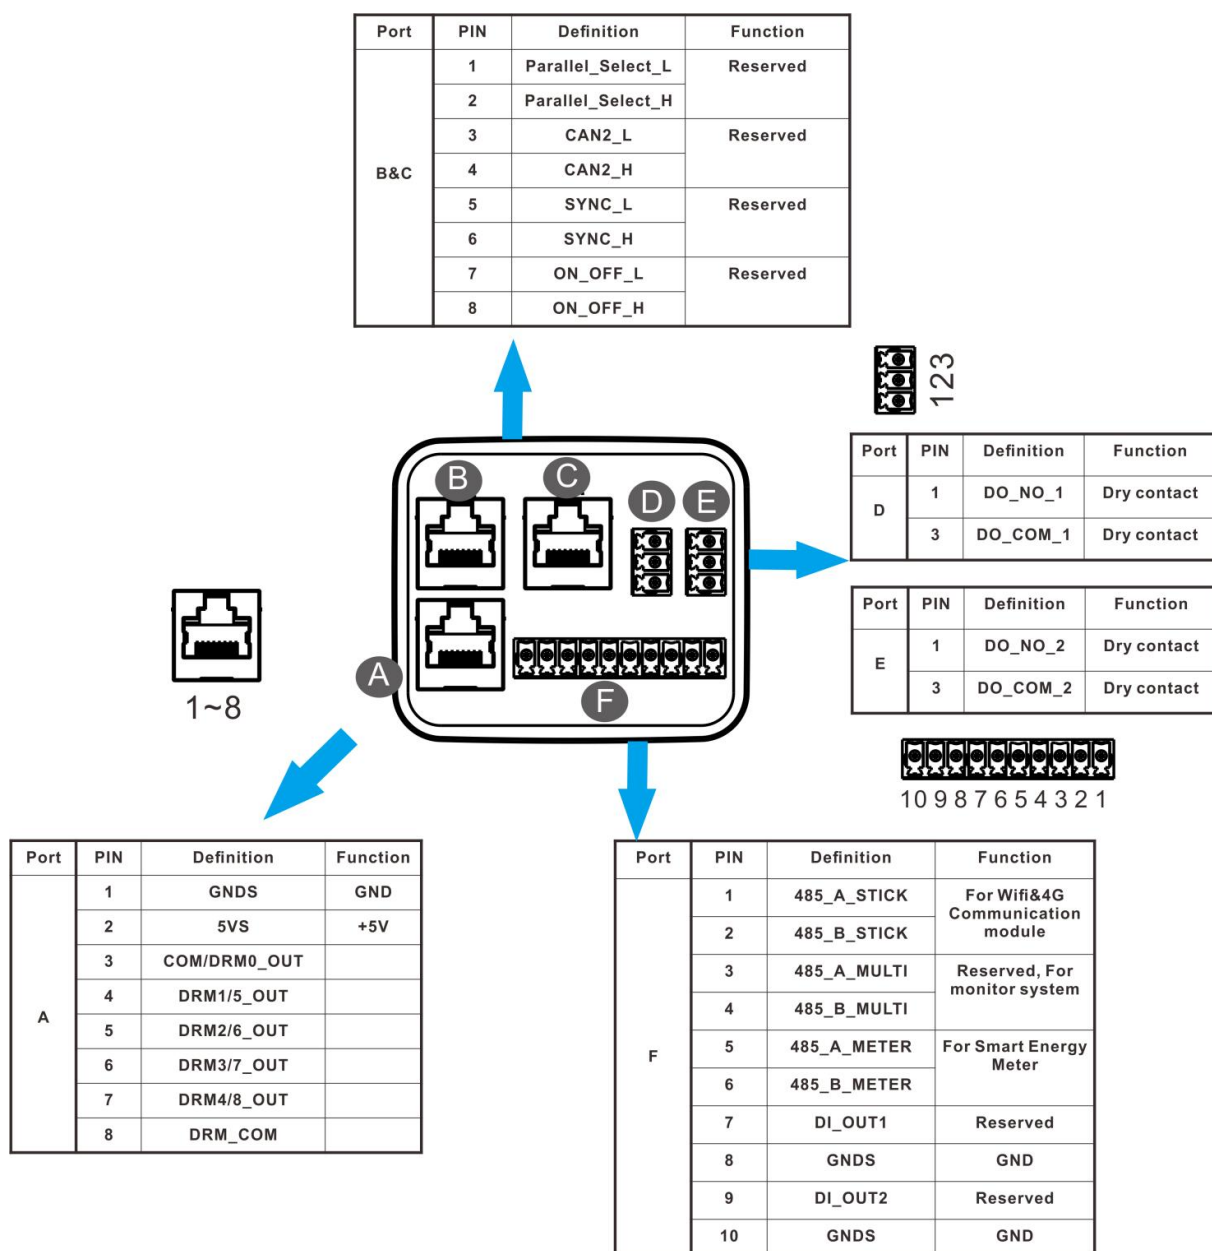 Port PIN Definition Function
B&C
1 Parallel_Select_L Reserved
2 Parallel_Select_H
3 CAN2_L Reserved
4 CAN2_H
5 SYNC_L Reserved
6 SYNC_H
7 ON_OFF_L Reserved
8 ON_OFF_H
123
B
C
D
E
A
F
1~8
Port PIN Definition Function
D
1 DO_NO_1 Dry contact
3 DO_COM_1 Dry contact
Port PIN Definition Function
E
1 DO_NO_2 Dry contact
3 DO_COM_2 Dry contact
10 9 8 7 6 5 4 3 2 1
Port PIN Definition Function
A
1 GNDS GND
2 5VS +5V
3 COM/DRM0_OUT
4 DRM1/5_OUT
5 DRM2/6_OUT
6 DRM3/7_OUT
7 DRM4/8_OUT
8 DRM_COM
Port PIN Definition Function
F
1 485_A_STICK For Wifi&4G
Communication
module
2 485_B_STICK
3 485_A_MULTI Reserved, For
monitor system
4 485_B_MULTI
5 485_A_METER For Smart Energy
Meter
6 485_B_METER
7 DI_OUT1 Reserved
8 GNDS GND
9 DI_OUT2 Reserved
10 GNDS GND